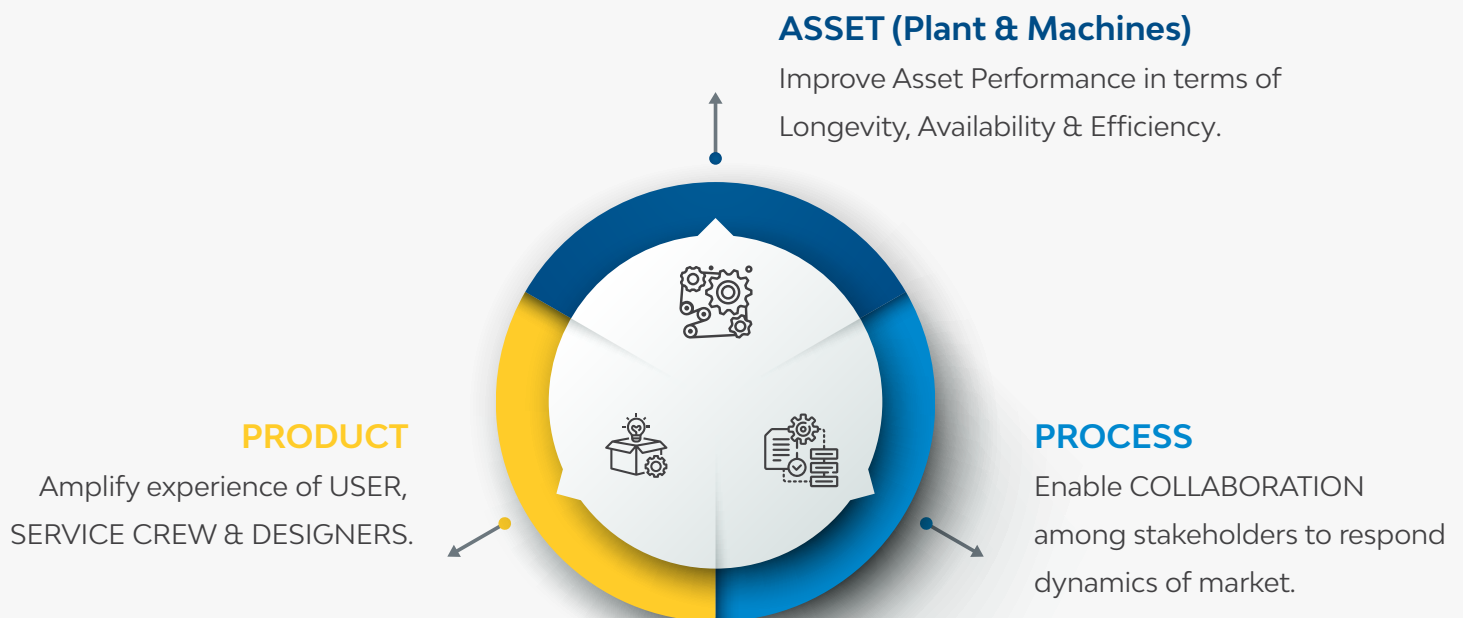 ASSET (Plant & Machines)
Improve Asset Performance in terms of
Longevity, Availability & Efficiency.
PRODUCT
Amplify experience of USER,
SERVICE CREW & DESIGNERS.
PROCESS
Enable COLLABORATION
among stakeholders to respond
dynamics of market.